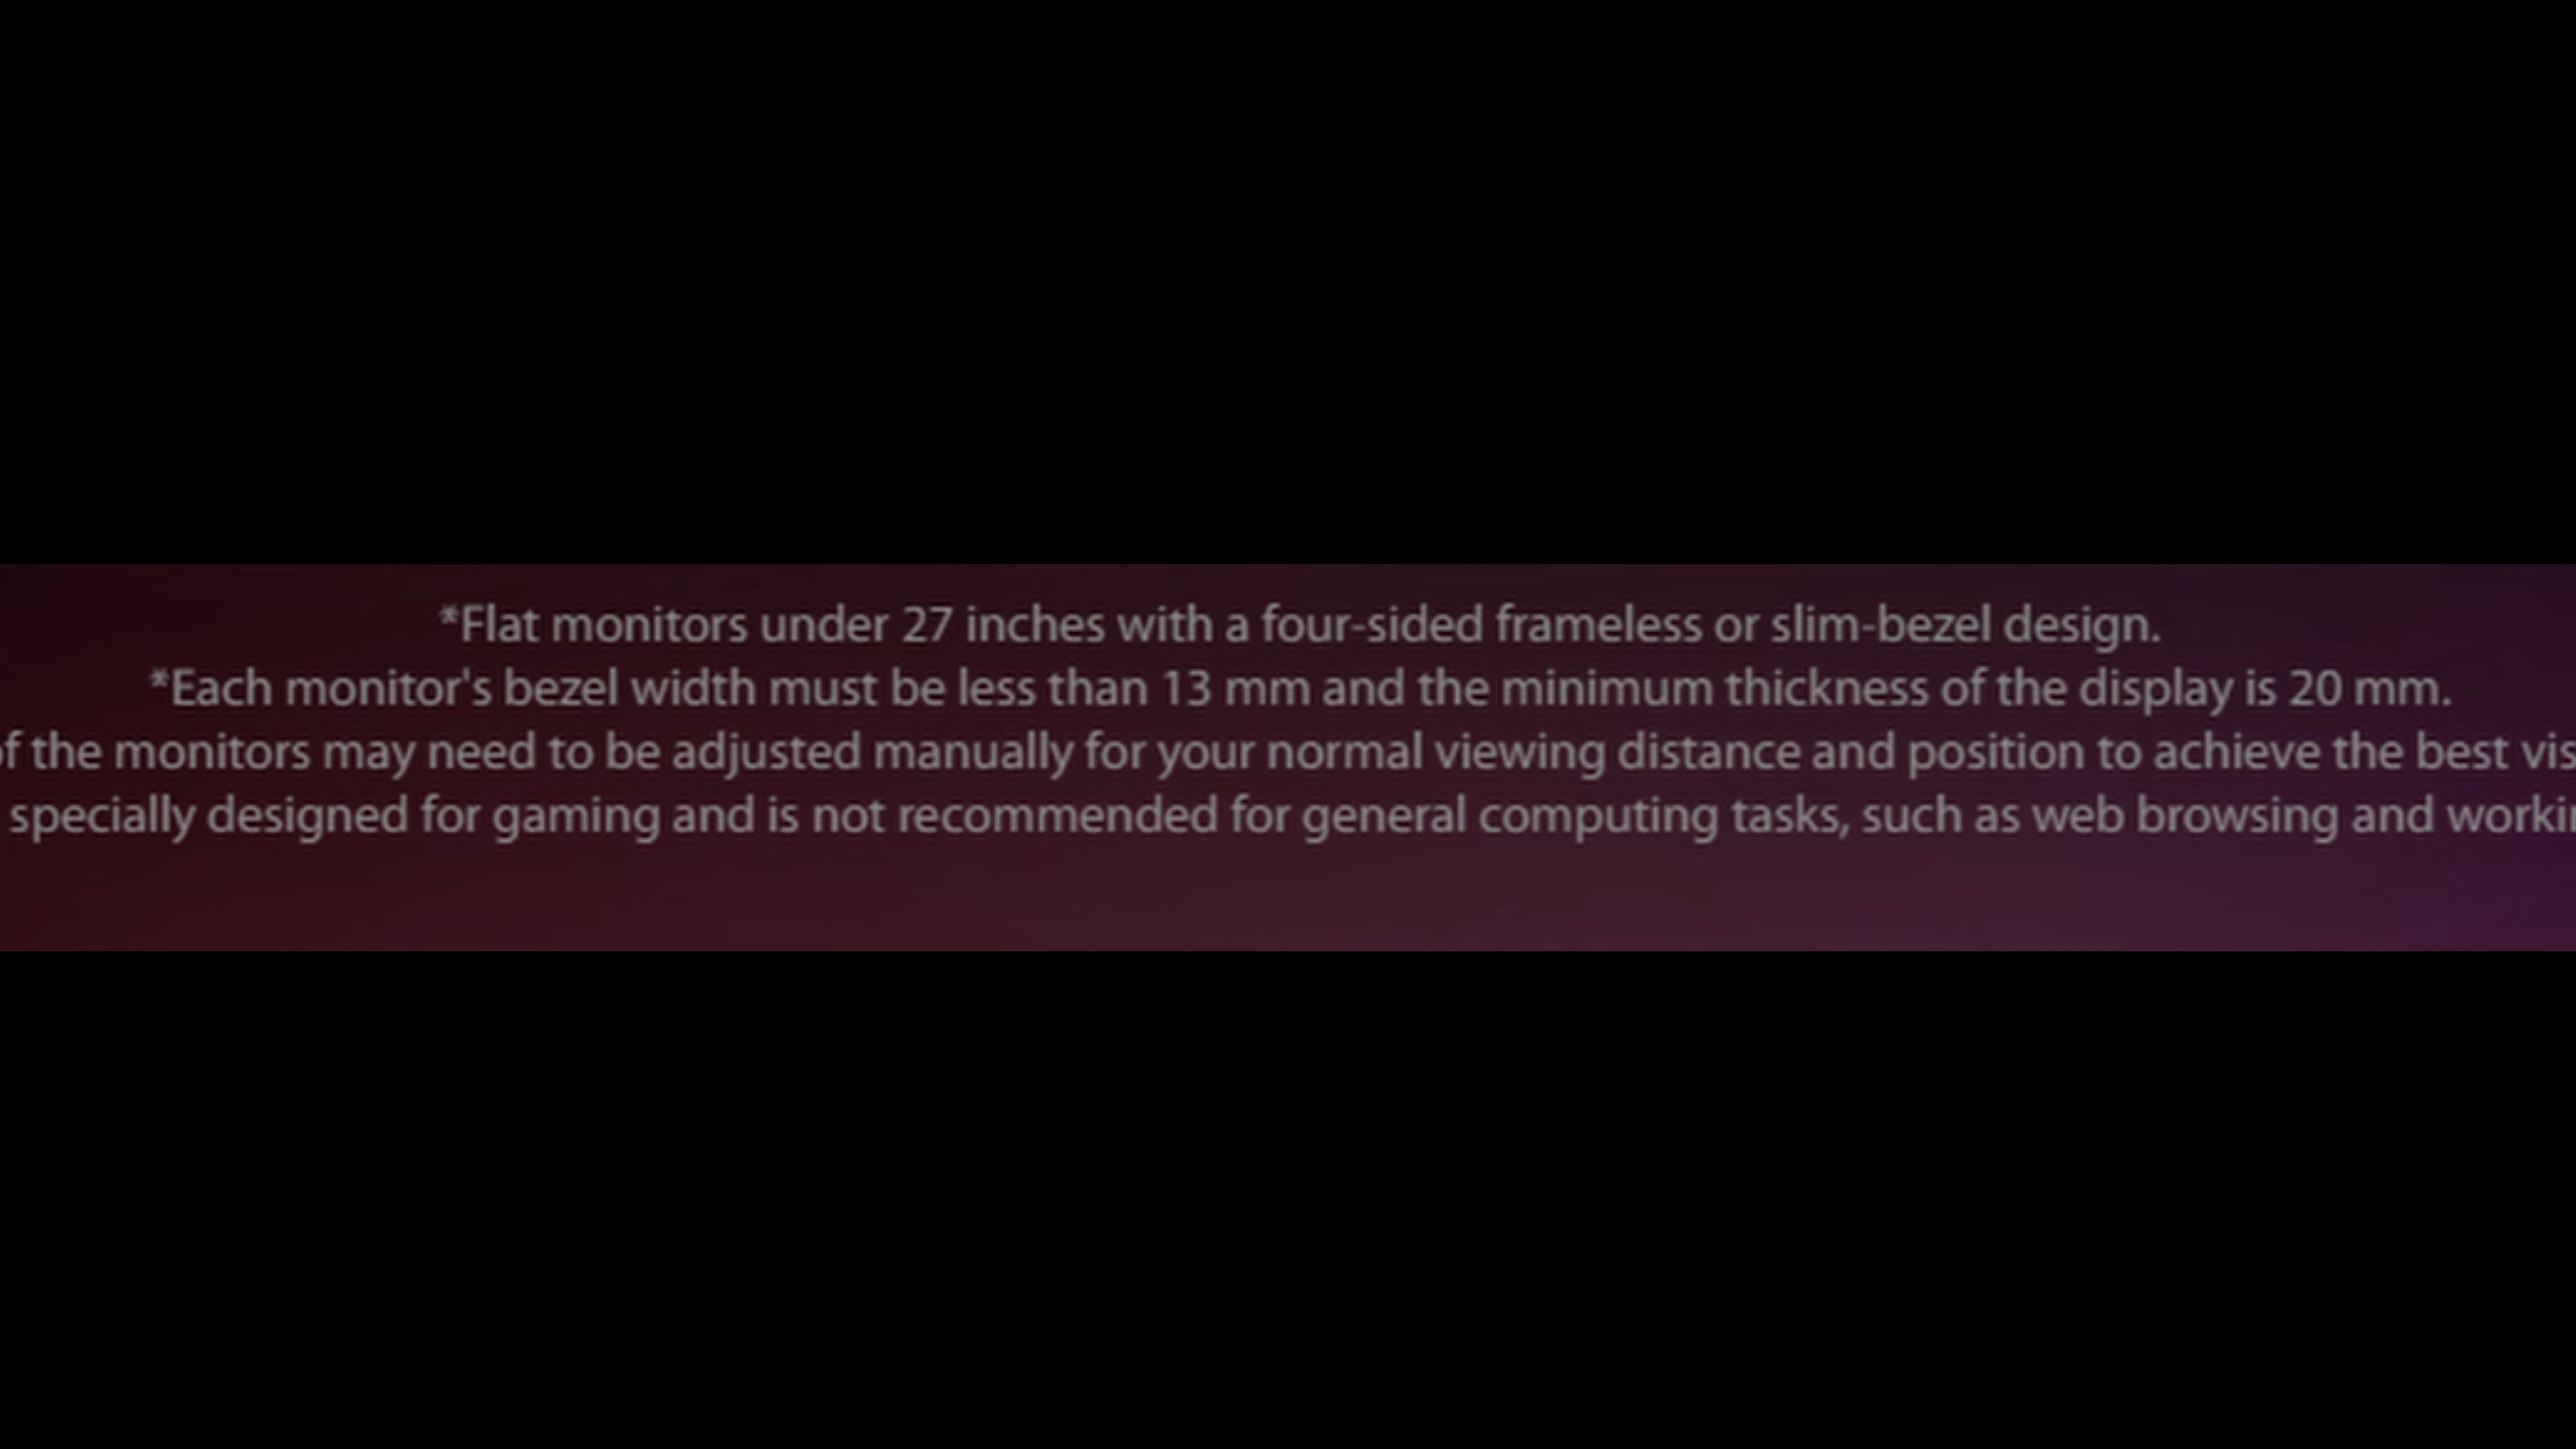 *Flat monitors under 27 inches with a four-sided frameless or slim-bezel design.
*Each monitor's bezel width must be less than 13 mm and the minimum thickness of the display is 20 mm.
of the monitors may need to be adjusted manually for your normal viewing distance and position to achieve the best
specially designed for gaming and is not recommended for general computing tasks, such as web browsing and